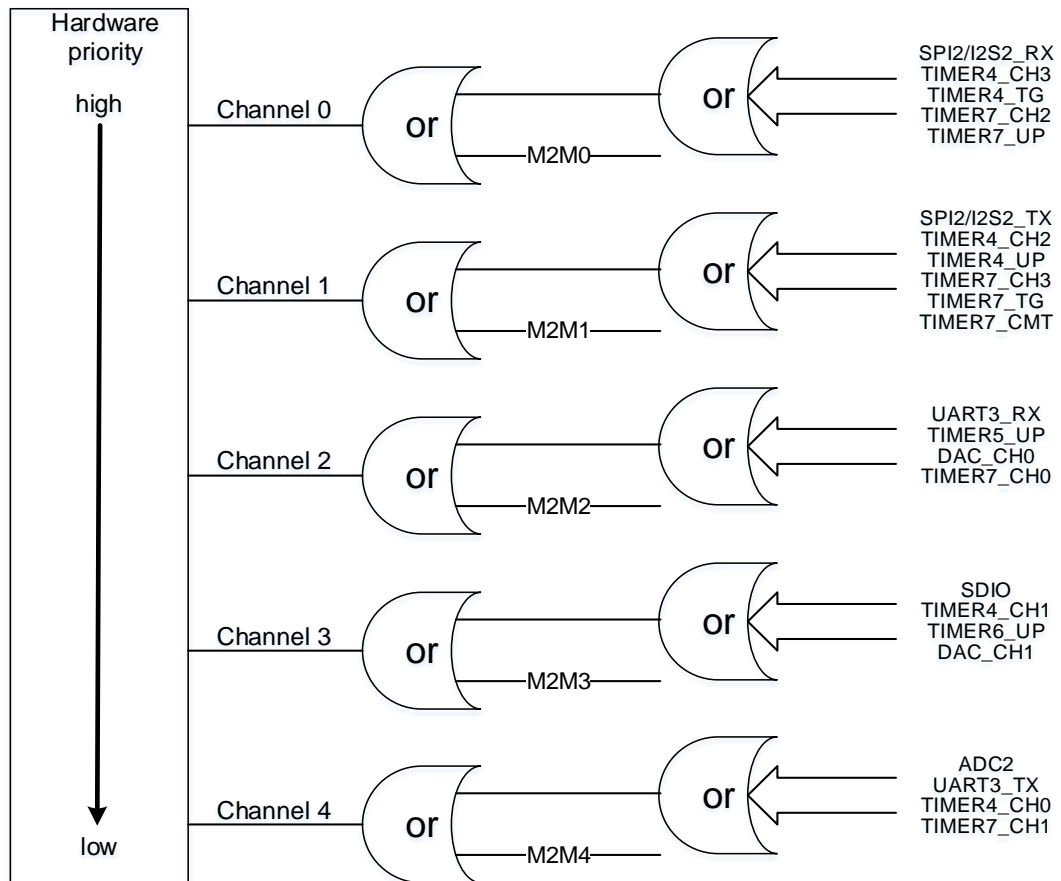 Hardware
priority
high
low
Channel 0
or
M2M0
or
SPI2/I2S2_RX
TIMER4_CH3
TIMER4_TG
TIMER7_CH2
TIMER7_UP
Channel 1
or
M2M1
or
SPI2/I2S2_TX
TIMER4_CH2
TIMER4_UP
TIMER7_CH3
TIMER7_TG
TIMER7_CMT
Channel 2
or
M2M2
or
UART3_RX
TIMER5_UP
DAC_CH0
TIMER7_CH0
Channel 3
or
M2M3
or
SDIO
TIMER4_CH1
TIMER6_UP
DAC_CH1
Channel 4
or
M2M4
or
ADC2
UART3_TX
TIMER4_CH0
TIMER7_CH1